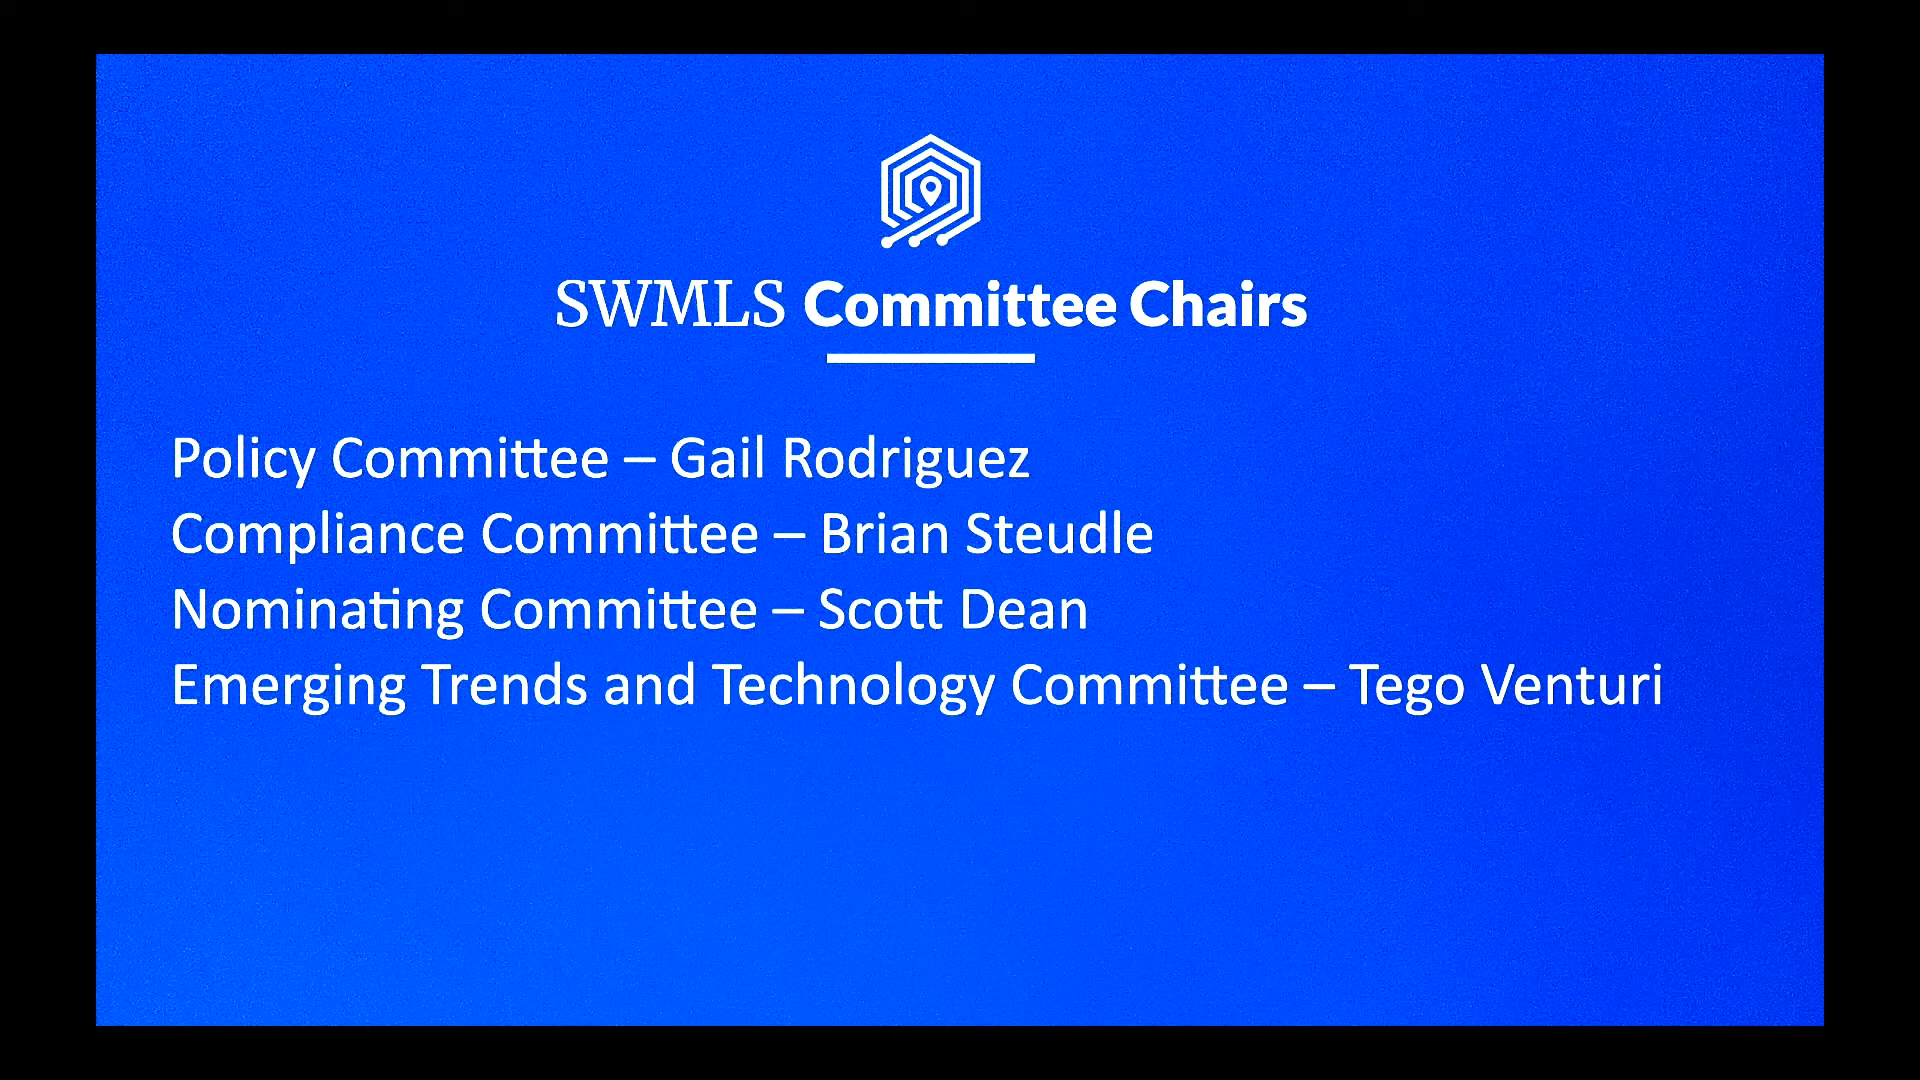 SWMLS Committee Chairs
Policy Committee – Gail Rodriguez
Compliance Committee – Brian Steudle
Nominating Committee – Scott Dean
Emerging Trends and Technology Committee – Tego Venturi